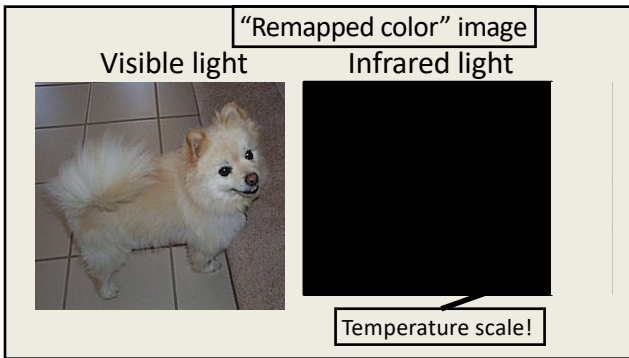 “Remapped color” image
Visible light
Infrared light
Temperature scale!